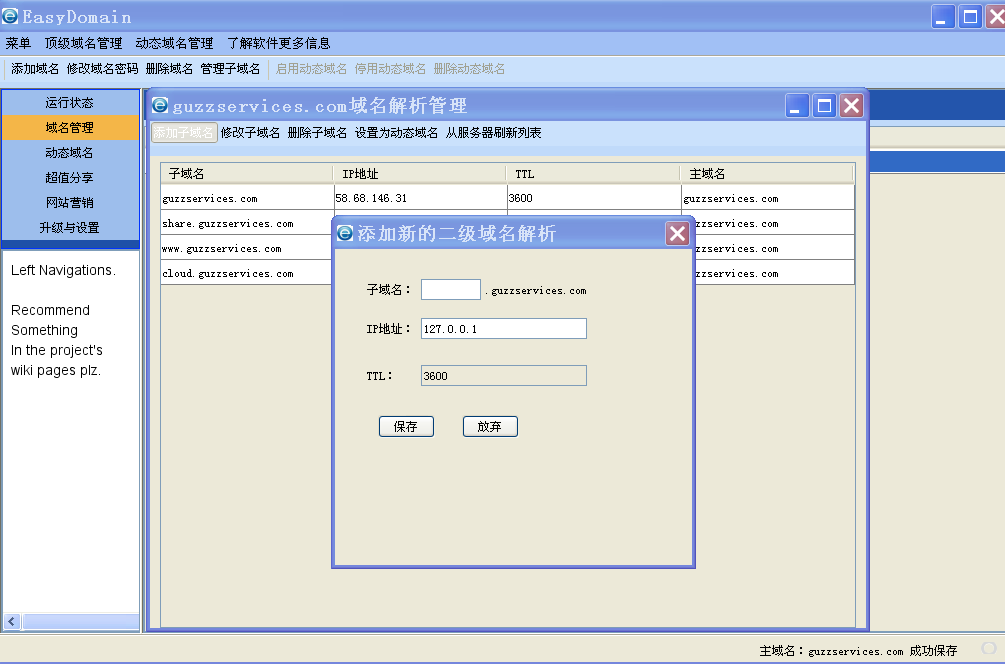 EasyDomain
菜单 顶级域名管理 动态域名管理 了解软件更多信息
添加域名 修改域名密码 删除域名 管理子域名 启用动态域名 停用动态域名 删除动态域名
运行状态
域名管理
动态域名
超值分享
网站营销
升级与设置
Left Navigations.
Recommend
Something
In the project's
wiki pages plz.
guzzservices.com域名解析管理
添加子域名 修改子域名 删除子域名 设置为动态域名 从服务器刷新列表
子域名 IP地址 TTL 主域名
guzzservices.com 58.68.146.31 3600 guzzservices.com
share.guzzservices.com zzservices.com
www.guzzservices.com zzservices.com
cloud.guzzservices.com zzservices.com
添加新的二级域名解析
子域名： .guzzservices.com
IP地址： 127.0.0.1
TTL： 3600
保存 放弃
主域名：guzzservices.com 成功保存